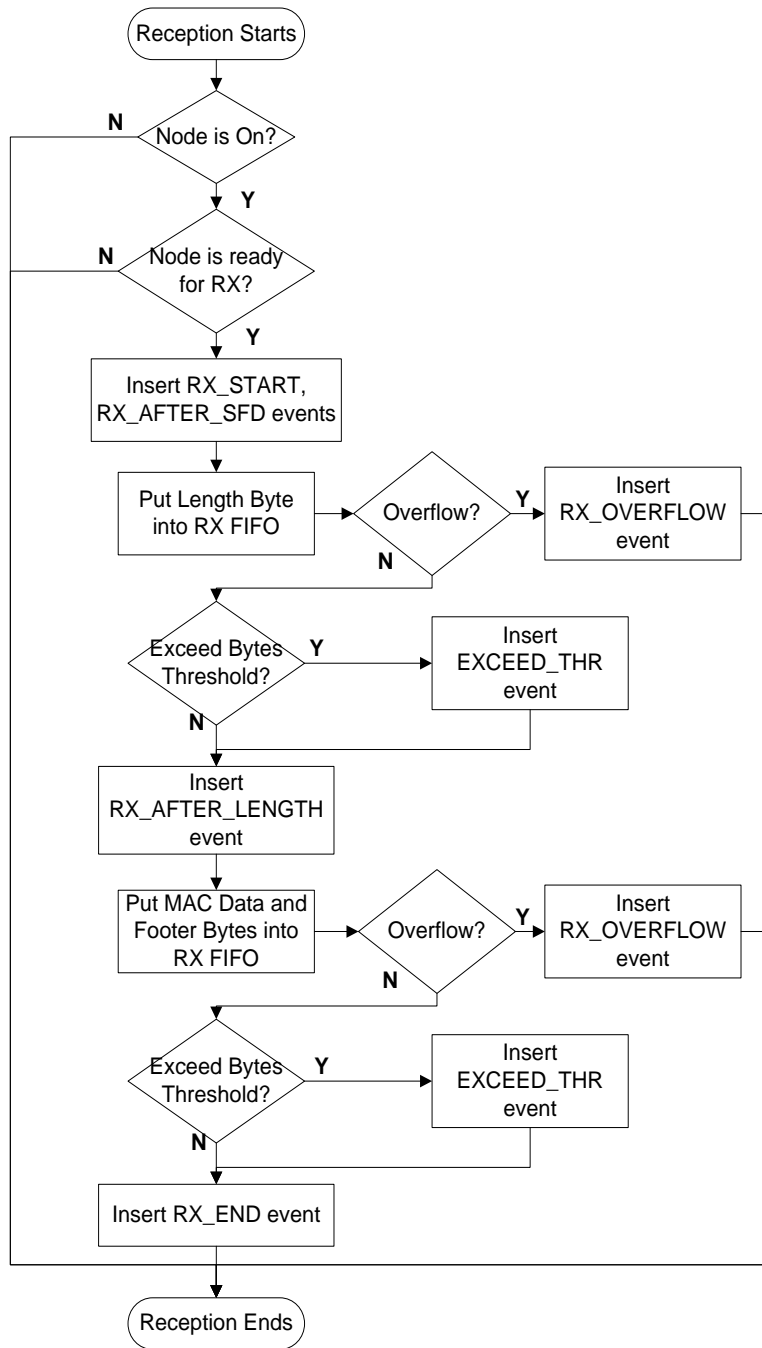 Reception Starts
N
Node is On?
Y
N
Node is ready
for RX?
Y
Insert RX_START,
RX_AFTER_SFD events
Put Length Byte
into RX FIFO
Overflow?
Y
Insert
RX_OVERFLOW
event
N
Exceed Bytes
Threshold?
Y
Insert
EXCEED_THR
event
N
Insert
RX_AFTER_LENGTH
event
Put MAC Data and
Footer Bytes into
RX FIFO
Overflow?
Y
Insert
RX_OVERFLOW
event
N
Exceed Bytes
Threshold?
Y
Insert
EXCEED_THR
event
N
Insert RX_END event
Reception Ends